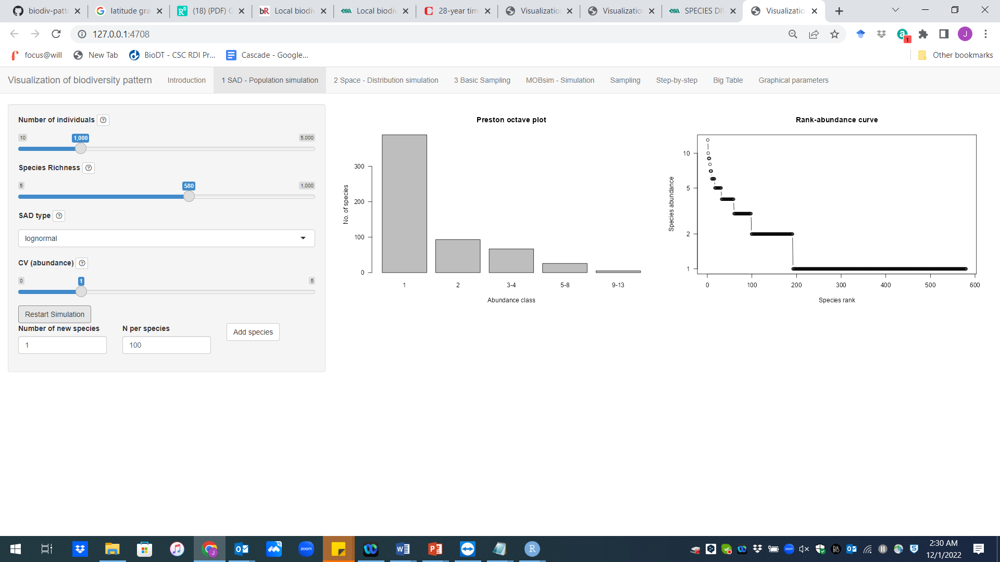 biodiv-patt
latitude gra
(18) (PDF) G
Local biodiv
Local biodiv
28-year tim
Visualizatio
Visualizatio
SPECIES DIV
Visualizatio
127.0.0.1:4708
1
J
focus@will
New Tab
BioDT - CSC RDI Pr...
Cascade - Google...
Other bookmarks
Visualization of biodiversity pattern
Introduction
1 SAD - Population simulation
2 Space - Distribution simulation
3 Basic Sampling
MOBsim - Simulation
Sampling
Step-by-step
Big Table
Graphical parameters
Number of individuals
10
1,000
5,000
Species Richness
5
580
1,000
SAD type
lognormal
CV (abundance)
0
1
5
Restart Simulation
Number of new species
N per species
Add species
1
100
Preston octave plot
No. of species
300
200
100
0
1
2
3-4
5-8
9-13
Abundance class
Rank-abundance curve
Species abundance
10
5
2
1
0
100
200
300
400
500
600
Species rank
zoom
2:30 AM
12/1/2022